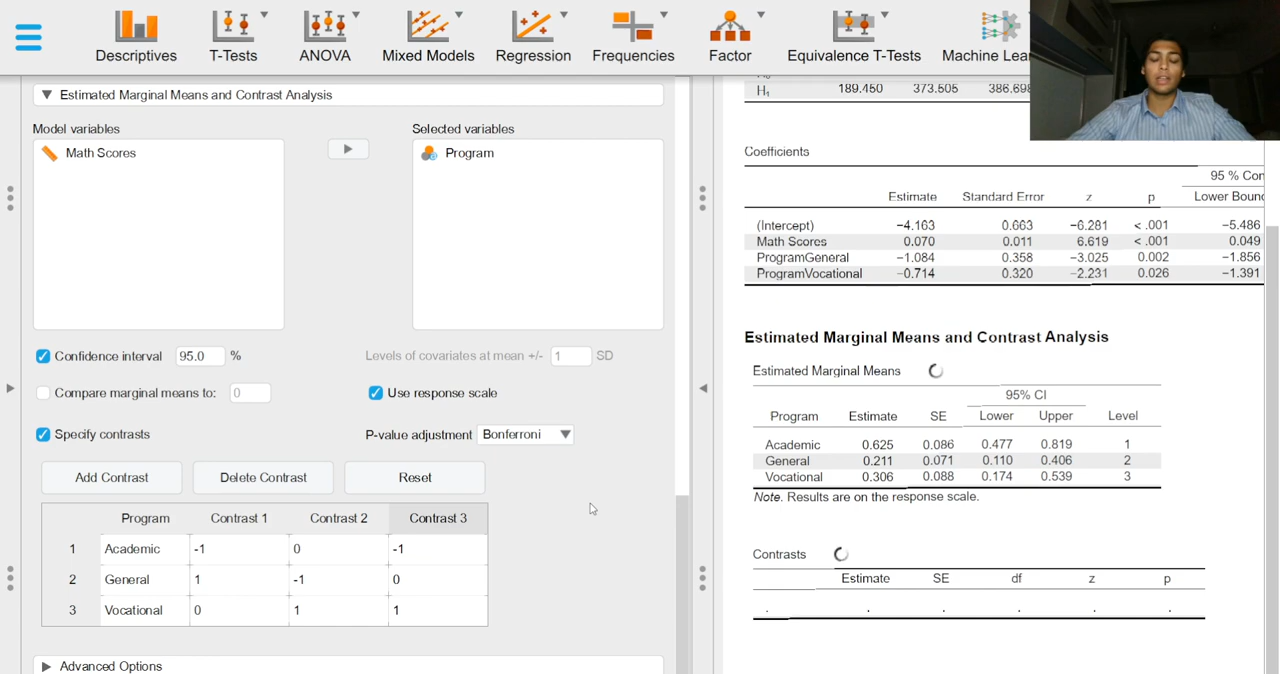 Descriptives T-Tests ANOVA Mixed Models Regression Frequencies Factor Equivalence T-Tests Machine Lea
Estimated Marginal Means and Contrast Analysis
Model variables
Selected variables
Math Scores
Program
Confidence interval 95.0 %
Levels of covariates at mean +/- 1 SD
Compare marginal means to: 0
Use response scale
Specify contrasts
P-value adjustment Bonferroni
Add Contrast
Delete Contrast
Reset
Program Contrast 1 Contrast 2 Contrast 3
1 Academic -1 0 -1
2 General 1 -1 0
3 Vocational 0 1 1
Advanced Options
H₁ 189.450 373.505 386.698
Coefficients
95 % Con
Estimate Standard Error z p Lower Bound
(Intercept) −4.163 0.663 −6.281 < .001 −5.486
Math Scores 0.070 0.011 6.619 < .001 0.049
ProgramGeneral −1.084 0.358 −3.025 0.002 −1.856
ProgramVocational −0.714 0.320 −2.231 0.026 −1.391
Estimated Marginal Means and Contrast Analysis
Estimated Marginal Means
95% CI
Program Estimate SE Lower Upper Level
Academic 0.625 0.086 0.477 0.819 1
General 0.211 0.071 0.110 0.406 2
Vocational 0.306 0.088 0.174 0.539 3
Note. Results are on the response scale.
Contrasts
Estimate SE df z p
. . . . . .